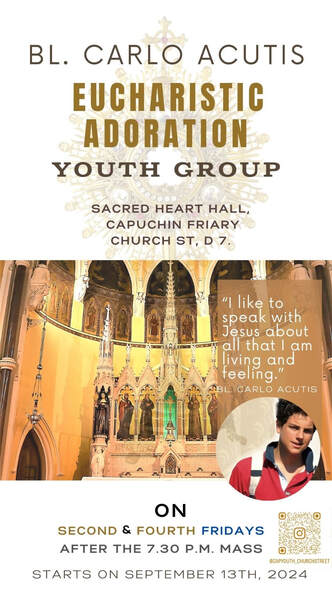 BL. CARLO ACUTIS
EUCHARISTIC
ADORATION
YOUTH GROUP
SACRED HEART HALL,
CAPUCHIN FRIARY
CHURCH ST, D 7.
“I like to
speak with
Jesus about
all that I am
living and
feeling.”
BL. CARLO ACUTIS
ON
SECOND & FOURTH FRIDAYS
AFTER THE 7.30 P.M. MASS
@CAPYOUTH_CHURCHSTREET
STARTS ON SEPTEMBER 13TH, 2024